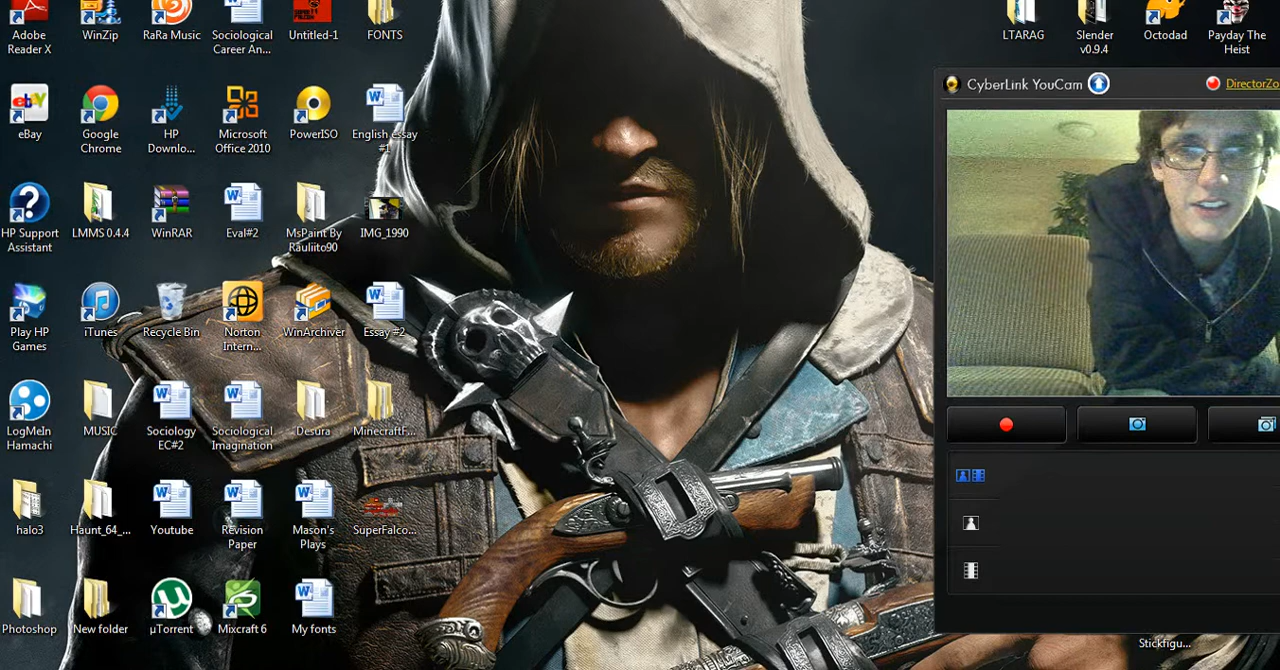 Adobe
Reader X
WinZip
RaRa Music
Sociological
Career An...
Untitled-1
FONTS
LTARAG
Slender
v0.9.4
Octodad
Payday The
Heist
eBay
Google
Chrome
HP
Downlo...
Microsoft
Office 2010
PowerISO
English essay
#1
CyberLink YouCam
DirectorZo
HP Support
Assistant
LMMS 0.4.4
WinRAR
Eval#2
MsPaint By
Rauliito90
IMG_1990
Play HP
Games
iTunes
Recycle Bin
Norton
Intern...
WinArchiver
Essay #2
LogMeIn
Hamachi
MUSIC
Sociology
EC#2
Sociological
Imagination
Desura
MinecraftF...
halo3
Haunt_64_...
Youtube
Revision
Paper
Mason's
Plays
SuperFalco...
Photoshop
New folder
µTorrent
Mixcraft 6
My fonts
Stickfigu...